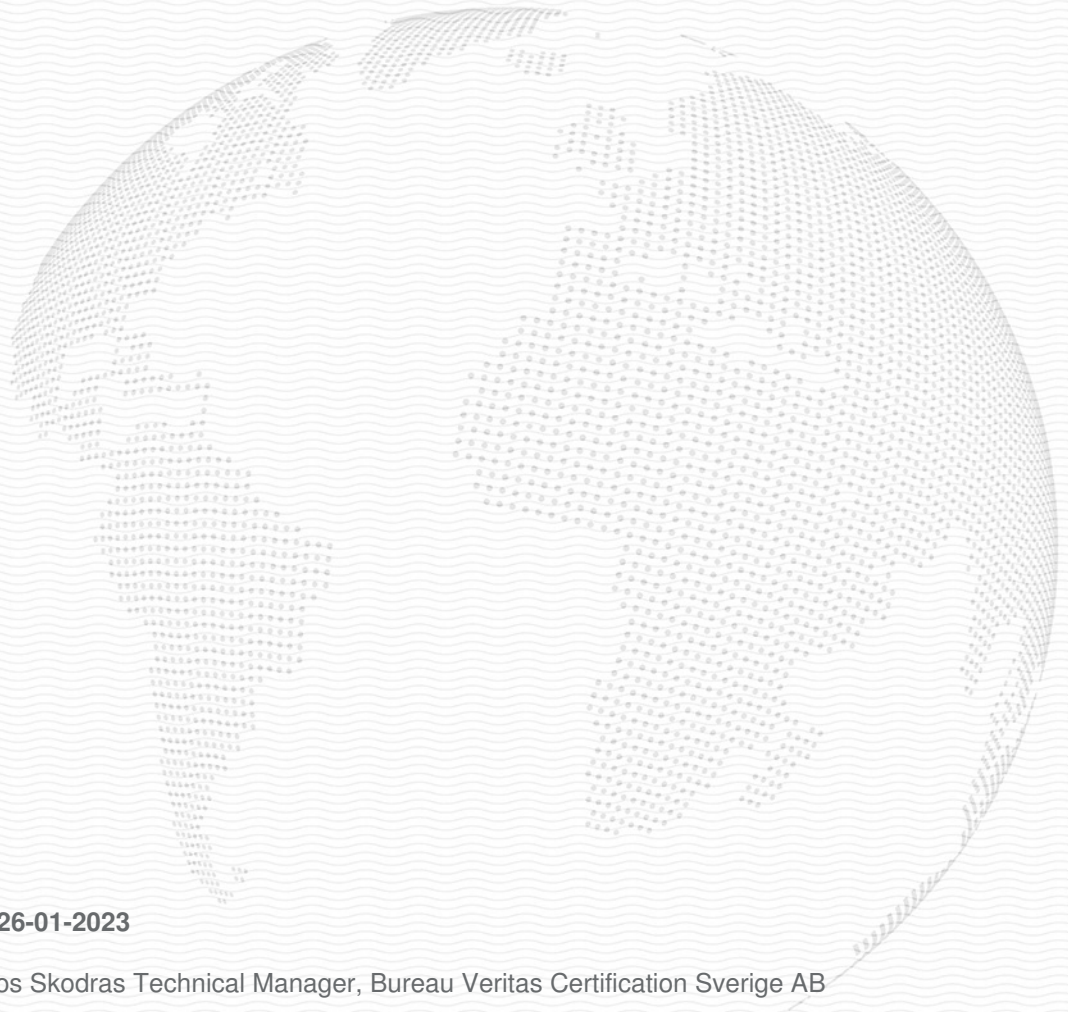 26-01-2023
os Skodras Technical Manager, Bureau Veritas Certification Sverige AB